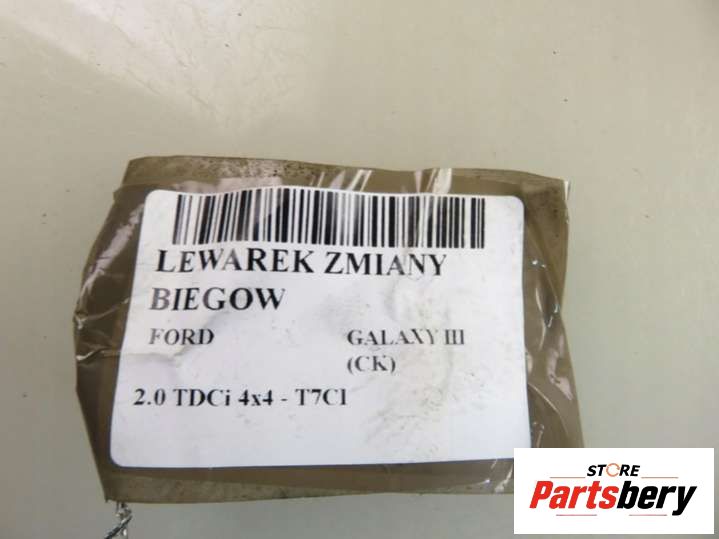 LEWAREK ZMIANY
BIEGOW
FORD GALAXY III
(CK)
2.0 TDCi 4x4 - T7CI
STORE
Partsbery